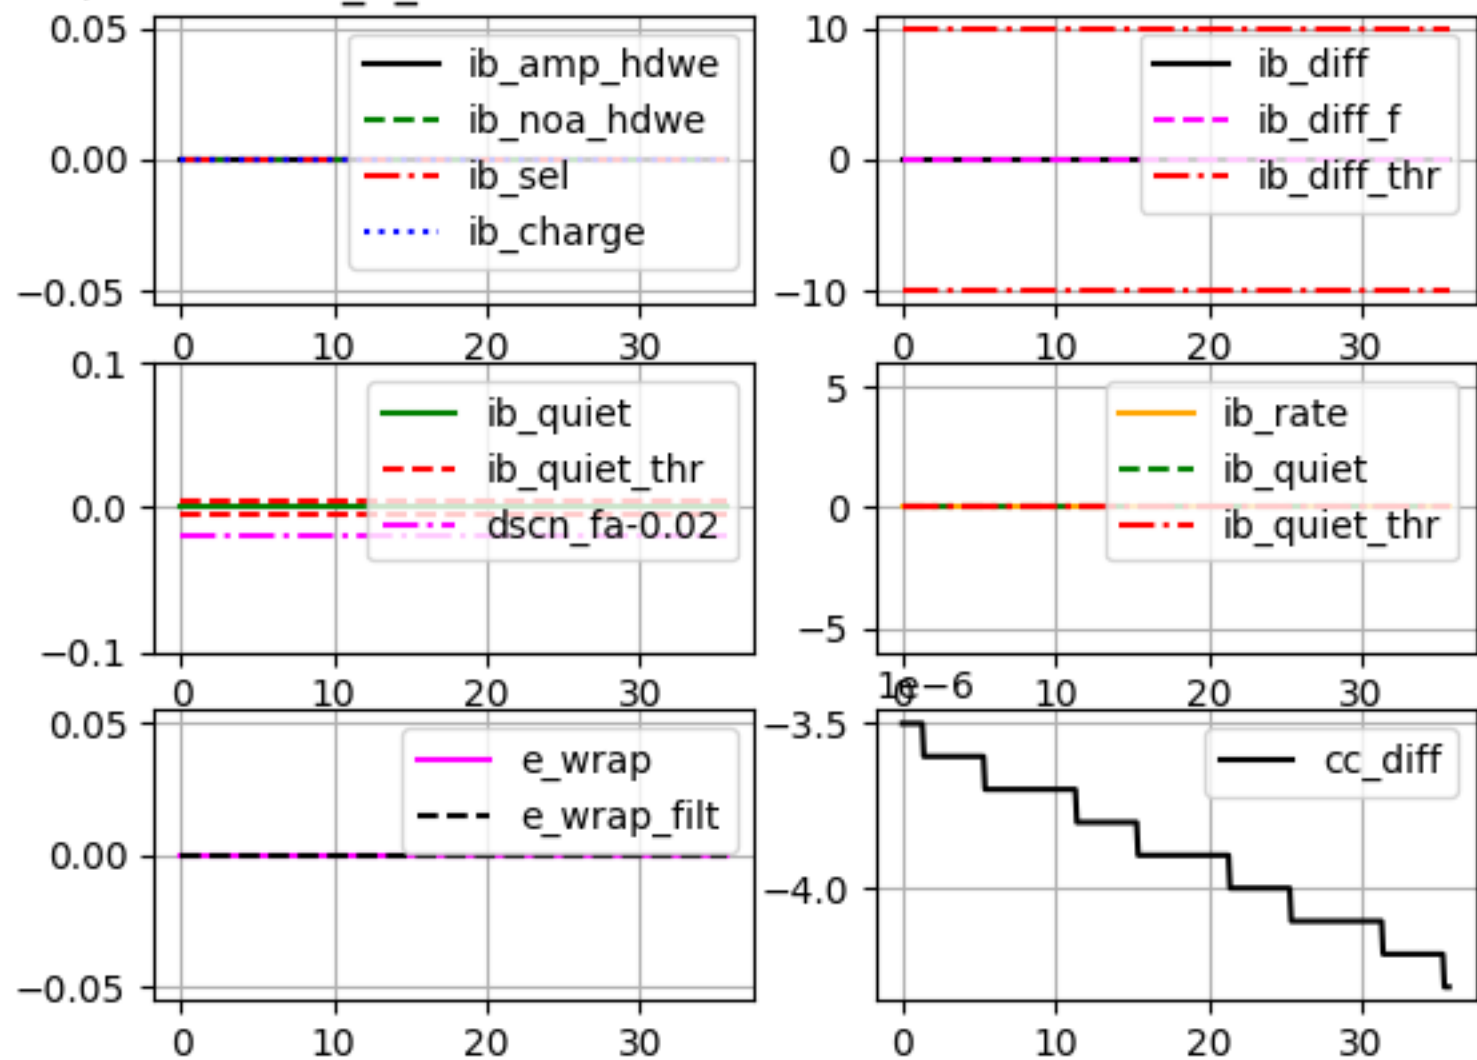 0.05
0.00
−0.05
0 10 20 30
ib_amp_hdwe
ib_noa_hdwe
ib_sel
ib_charge
10
0
−10
0 10 20 30
ib_diff
ib_diff_f
ib_diff_thr
0.1
0.0
−0.1
0 10 20 30
ib_quiet
ib_quiet_thr
dscn_fa-0.02
5
0
−5
0 10 20 30
ib_rate
ib_quiet
ib_quiet_thr
0.05
0.00
−0.05
0 10 20 30
e_wrap
e_wrap_filt
1e−6
−3.5
−4.0
0 10 20 30
cc_diff